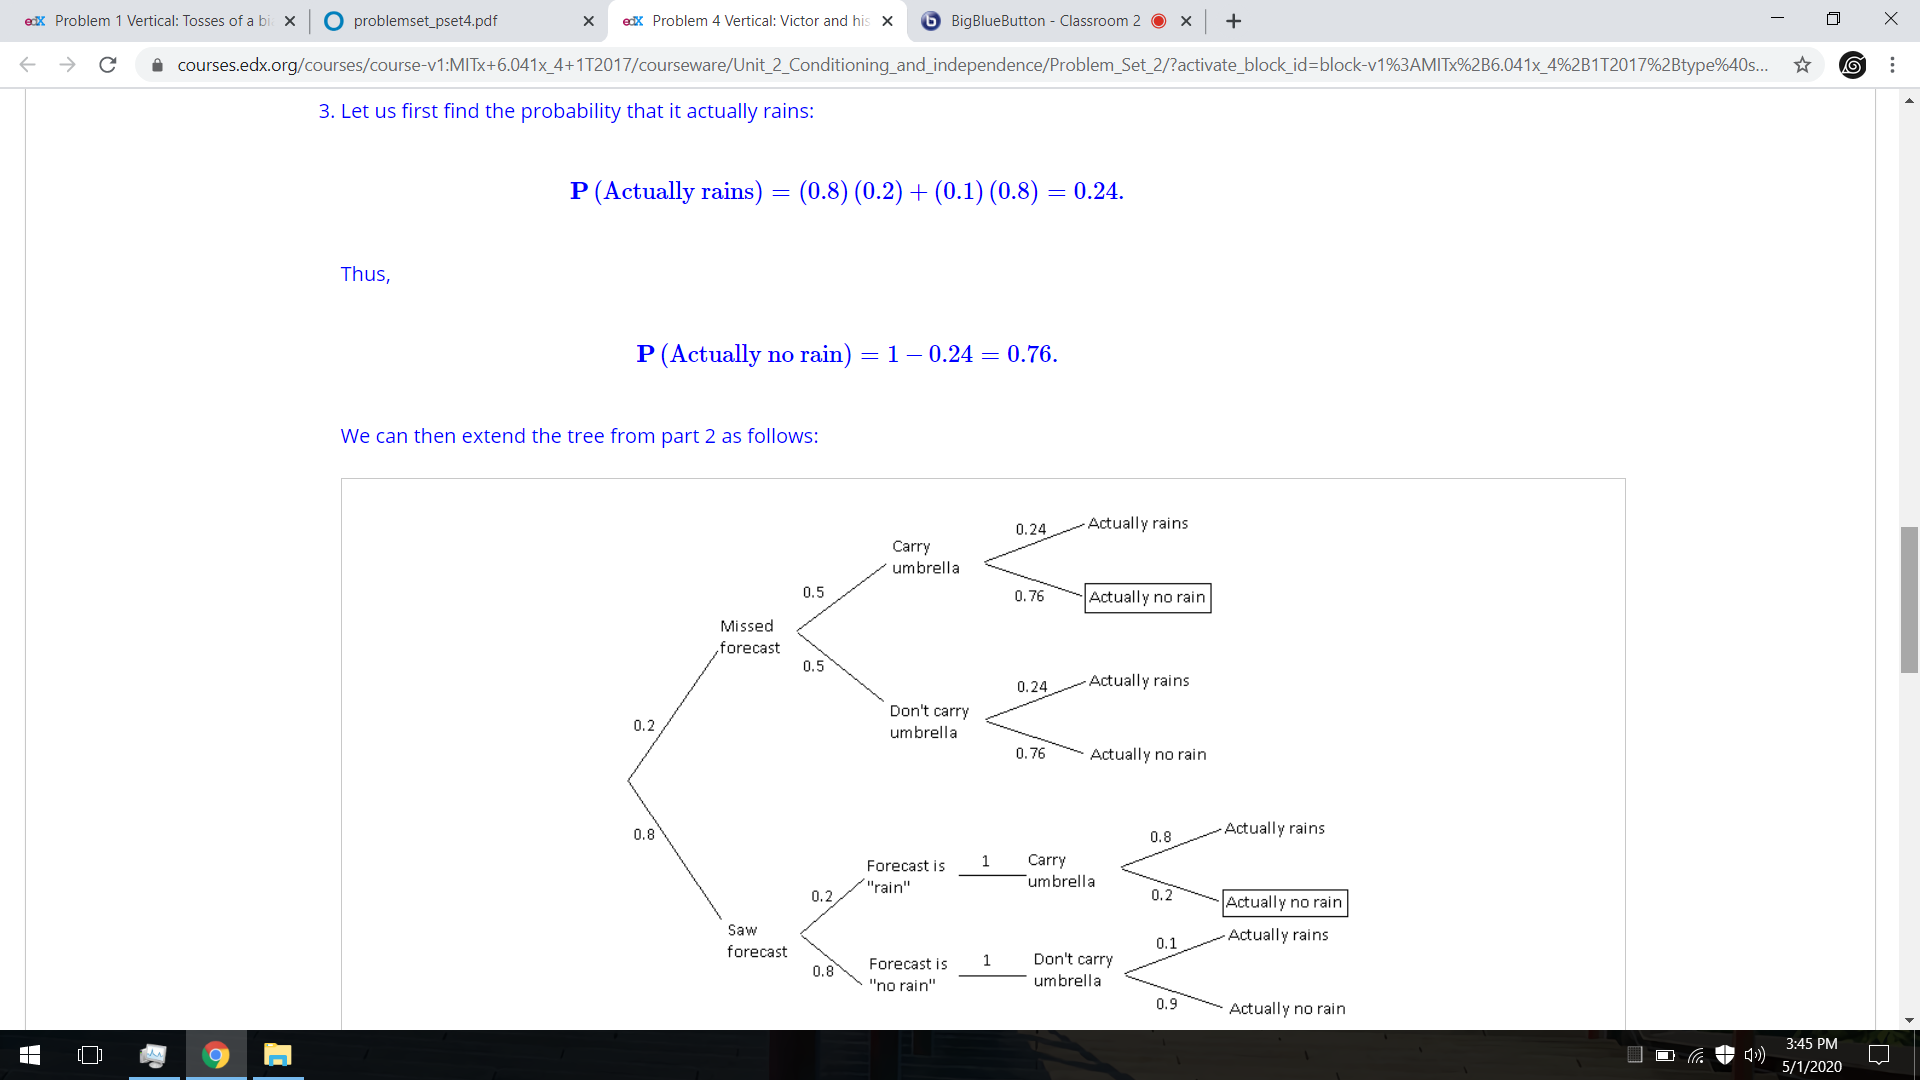 edX Problem 1 Vertical: Tosses of a bi
problemset_pset4.pdf
edX Problem 4 Vertical: Victor and his
BigBlueButton - Classroom 2
courses.edx.org/courses/course-v1:MITx+6.041x_4+1T2017/courseware/Unit_2_Conditioning_and_independence/Problem_Set_2/?activate_block_id=block-v1%3AMITx%2B6.041x_4%2B1T2017%2Btype%40s...
3. Let us first find the probability that it actually rains:
P (Actually rains) = (0.8) (0.2) + (0.1) (0.8) = 0.24.
Thus,
P (Actually no rain) = 1 − 0.24 = 0.76.
We can then extend the tree from part 2 as follows:
0.24
Actually rains
Carry
umbrella
0.5
0.76
Actually no rain
Missed
forecast
0.5
0.24
Actually rains
Don't carry
umbrella
0.2
0.76
Actually no rain
0.8
0.8
Actually rains
Forecast is
"rain"
1
Carry
umbrella
0.2
0.2
Actually no rain
Saw
forecast
0.1
Actually rains
0.8
Forecast is
"no rain"
1
Don't carry
umbrella
0.9
Actually no rain
3:45 PM
5/1/2020